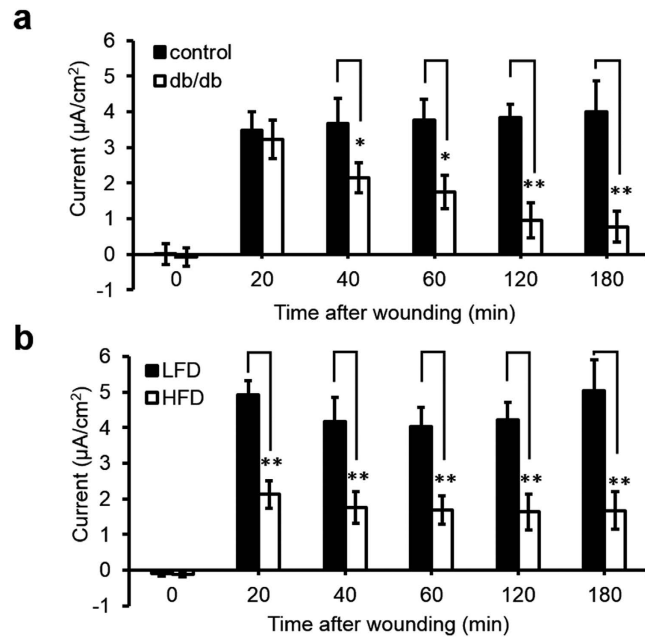 a
6
5
4
3
2
1
0
-1
Current (µA/cm²)
control
db/db
*
*
**
**
0 20 40 60 120 180
Time after wounding (min)
b
6
5
4
3
2
1
0
-1
Current (µA/cm²)
LFD
HFD
**
**
**
**
**
0 20 40 60 120 180
Time after wounding (min)